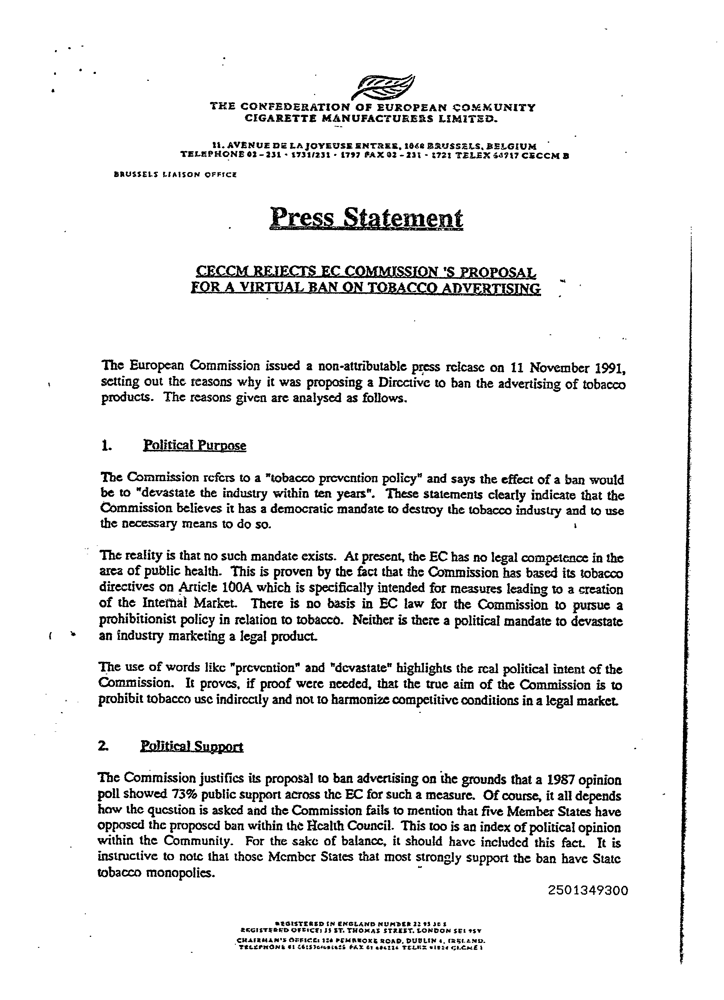 THE CONFEDERATION OF EUROPEAN COMMUNITY
CIGARETTE MANUFACTURERS LIMITED.
11, AVENUE DE LA JOYEUSE ENTREE, 1040 BRUSSELS, BELGIUM
TELEPHONE 02 - 231 - 1731/231 - 1797 FAX 02 - 231 - 1721 TELEX CECCM B
BRUSSELS LIAISON OFFICE
Press Statement
CECCM REJECTS EC COMMISSION 'S PROPOSAL
FOR A VIRTUAL BAN ON TOBACCO ADVERTISING
The European Commission issued a non-attributable press release on 11 November 1991,
setting out the reasons why it was proposing a Directive to ban the advertising of tobacco
products. The reasons given are analysed as follows.
1. Political Purpose
The Commission refers to a "tobacco prevention policy" and says the effect of a ban would
be to "devastate the industry within ten years". These statements clearly indicate that the
Commission believes it has a democratic mandate to destroy the tobacco industry and to use
the necessary means to do so.
The reality is that no such mandate exists. At present, the EC has no legal competence in the
area of public health. This is proven by the fact that the Commission has based its tobacco
directives on Article 100A which is specifically intended for measures leading to a creation
of the Internal Market. There is no basis in EC law for the Commission to pursue a
prohibitionist policy in relation to tobacco. Neither is there a political mandate to devastate
an industry marketing a legal product.
The use of words like "prevention" and "devastate" highlights the real political intent of the
Commission. It proves, if proof were needed, that the true aim of the Commission is to
prohibit tobacco use indirectly and not to harmonize competitive conditions in a legal market.
2. Political Support
The Commission justifies its proposal to ban advertising on the grounds that a 1987 opinion
poll showed 73% public support across the EC for such a measure. Of course, it all depends
how the question is asked and the Commission fails to mention that five Member States have
opposed the proposed ban within the Health Council. This too is an index of political opinion
within the Community. For the sake of balance, it should have included this fact. It is
instructive to note that those Member States that most strongly support the ban have State
tobacco monopolies.
2501349300
REGISTERED IN ENGLAND NUMBER
REGISTERED OFFICE: ST. THOMAS STREET, LONDON SE1
CHAIRMAN'S OFFICE: PEMBROKE ROAD, DUBLIN 4, IRELAND.
TELEPHONE FAX TELEX